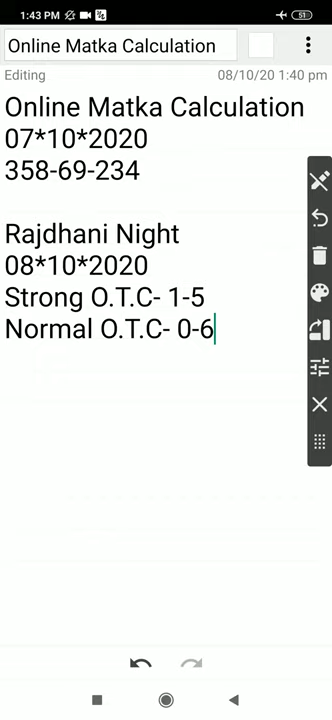 1:43 PM
51
Online Matka Calculation
Editing
08/10/20 1:40 pm
Online Matka Calculation
07*10*2020
358-69-234
Rajdhani Night
08*10*2020
Strong O.T.C- 1-5
Normal O.T.C- 0-6